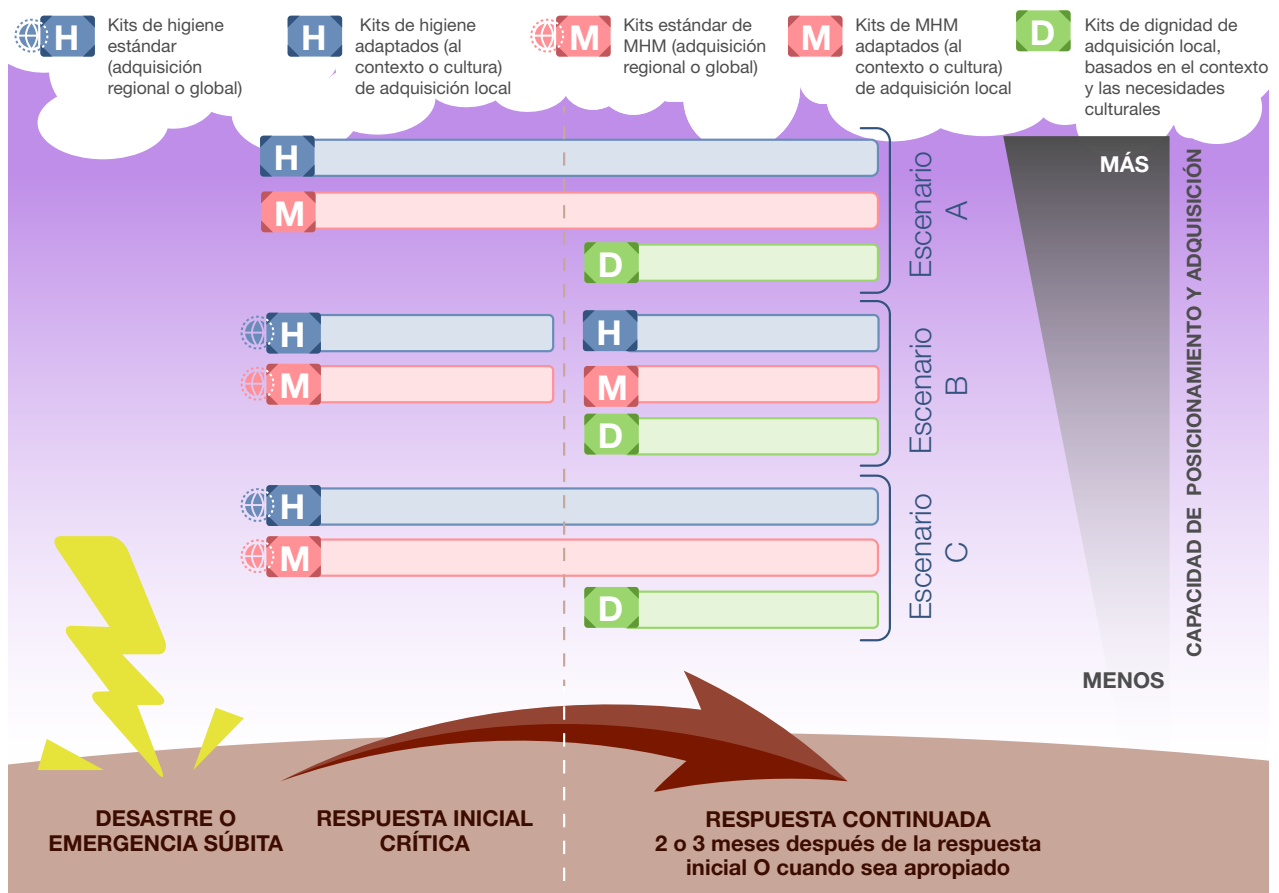 H
Kits de higiene
estándar
(adquisición
regional o global)
H
Kits de higiene
adaptados (al
contexto o cultura)
de adquisición local
M
Kits estándar de
MHM (adquisición
regional o global)
M
Kits de MHM
adaptados (al
contexto o cultura)
de adquisición local
D
Kits de dignidad de
adquisición local,
basados en el contexto
y las necesidades
culturales
H
M
D
Escenario
A
H
M
H
M
D
Escenario
B
H
M
D
Escenario
C
MÁS
MENOS
CAPACIDAD DE POSICIONAMIENTO Y ADQUISICIÓN
DESASTRE O
EMERGENCIA SÚBITA
RESPUESTA INICIAL
CRÍTICA
RESPUESTA CONTINUADA
2 o 3 meses después de la respuesta
inicial O cuando sea apropiado